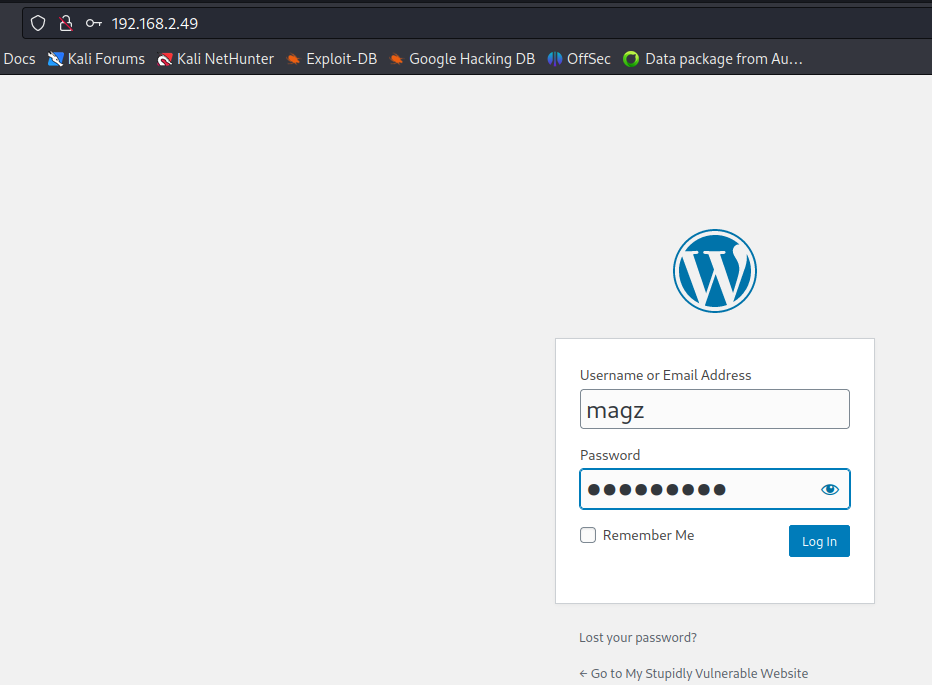 192.168.2.49
Docs Kali Forums Kali NetHunter Exploit-DB Google Hacking DB OffSec Data package from Au…
Username or Email Address
magz
Password
●●●●●●●●●
Remember Me
Log In
Lost your password?
← Go to My Stupidly Vulnerable Website